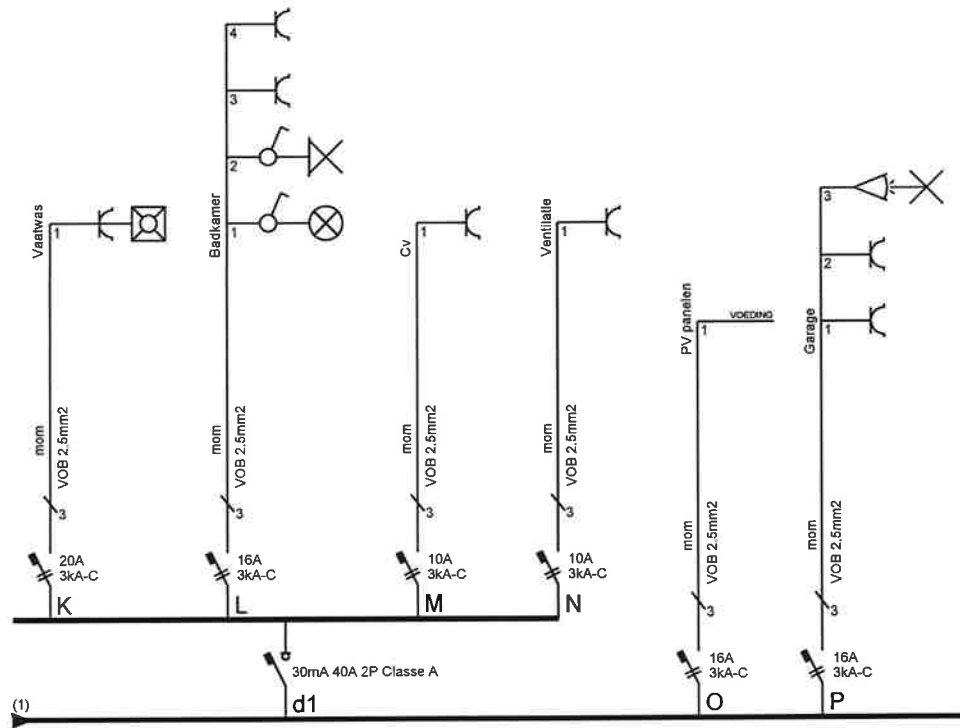 4
3
2
1
Badkamer
mom
VOB 2.5mm2
3
16A
3kA-C
L
Vaatwas
1
mom
VOB 2.5mm2
3
20A
3kA-C
K
Cv
1
mom
VOB 2.5mm2
3
10A
3kA-C
M
Ventilatie
1
mom
VOB 2.5mm2
3
10A
3kA-C
N
PV panelen
1
VOEDING
mom
VOB 2.5mm2
3
16A
3kA-C
O
3
2
1
Garage
mom
VOB 2.5mm2
3
16A
3kA-C
P
30mA 40A 2P Classe A
d1
(1)